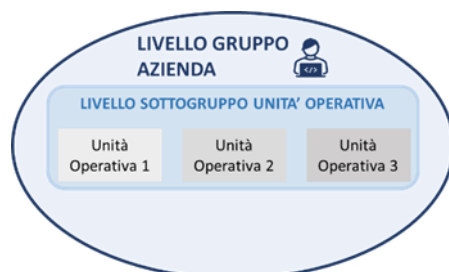 LIVELLO GRUPPO
AZIENDA
</>
LIVELLO SOTTOGRUPPO UNITA' OPERATIVA
Unità
Operativa 1
Unità
Operativa 2
Unità
Operativa 3